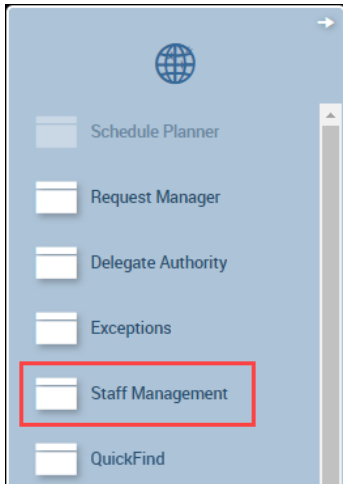 Schedule Planner
Request Manager
Delegate Authority
Exceptions
Staff Management
QuickFind